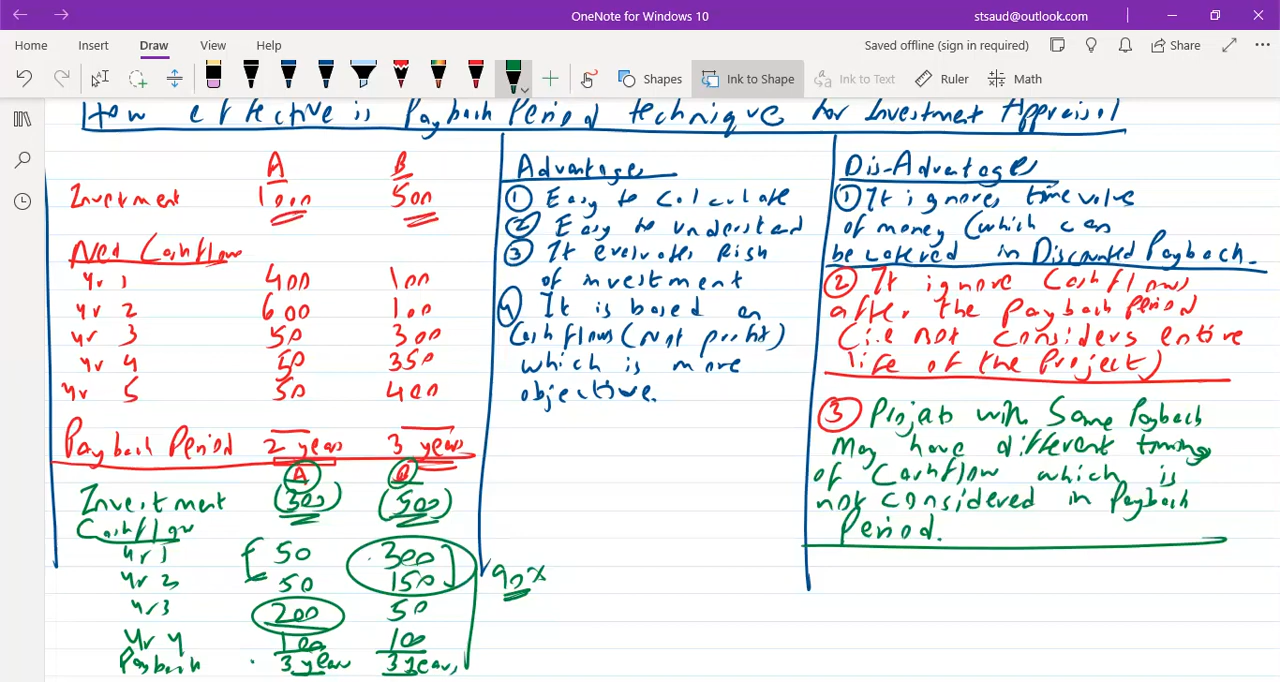 OneNote for Windows 10
stsaud@outlook.com
Home Insert Draw View Help
Saved offline (sign in required)
Share
Shapes
Ink to Shape
Ink to Text
Ruler
Math
How effective is Payback Period technique for Investment Appraisal
A B
Investment 1000 500
Net Cashflow
Yr 1 400 100
Yr 2 600 100
Yr 3 50 300
Yr 4 50 350
Yr 5 50 400
Payback Period 2 years 3 years
A B
Investment (300) (500)
Cashflow
Yr 1 50 300
Yr 2 50 150
Yr 3 200 50
Yr 4 100 100
Payback 3 year 3 years
90%
Advantages
① Easy to Calculate
② Easy to understand
③ It evaluates Risk
of investment
④ It is based on
Cashflows (Not profit)
which is more
objective.
Dis-Advantages
① It ignores time value
of money (which can
be catered in Discounted Payback.
② It ignore Cashflows
after the Payback Period
(i.e not considers entire
life of the Project)
③ Projects with Same Payback
May have different timing
of Cashflow which is
not considered in Payback
Period.